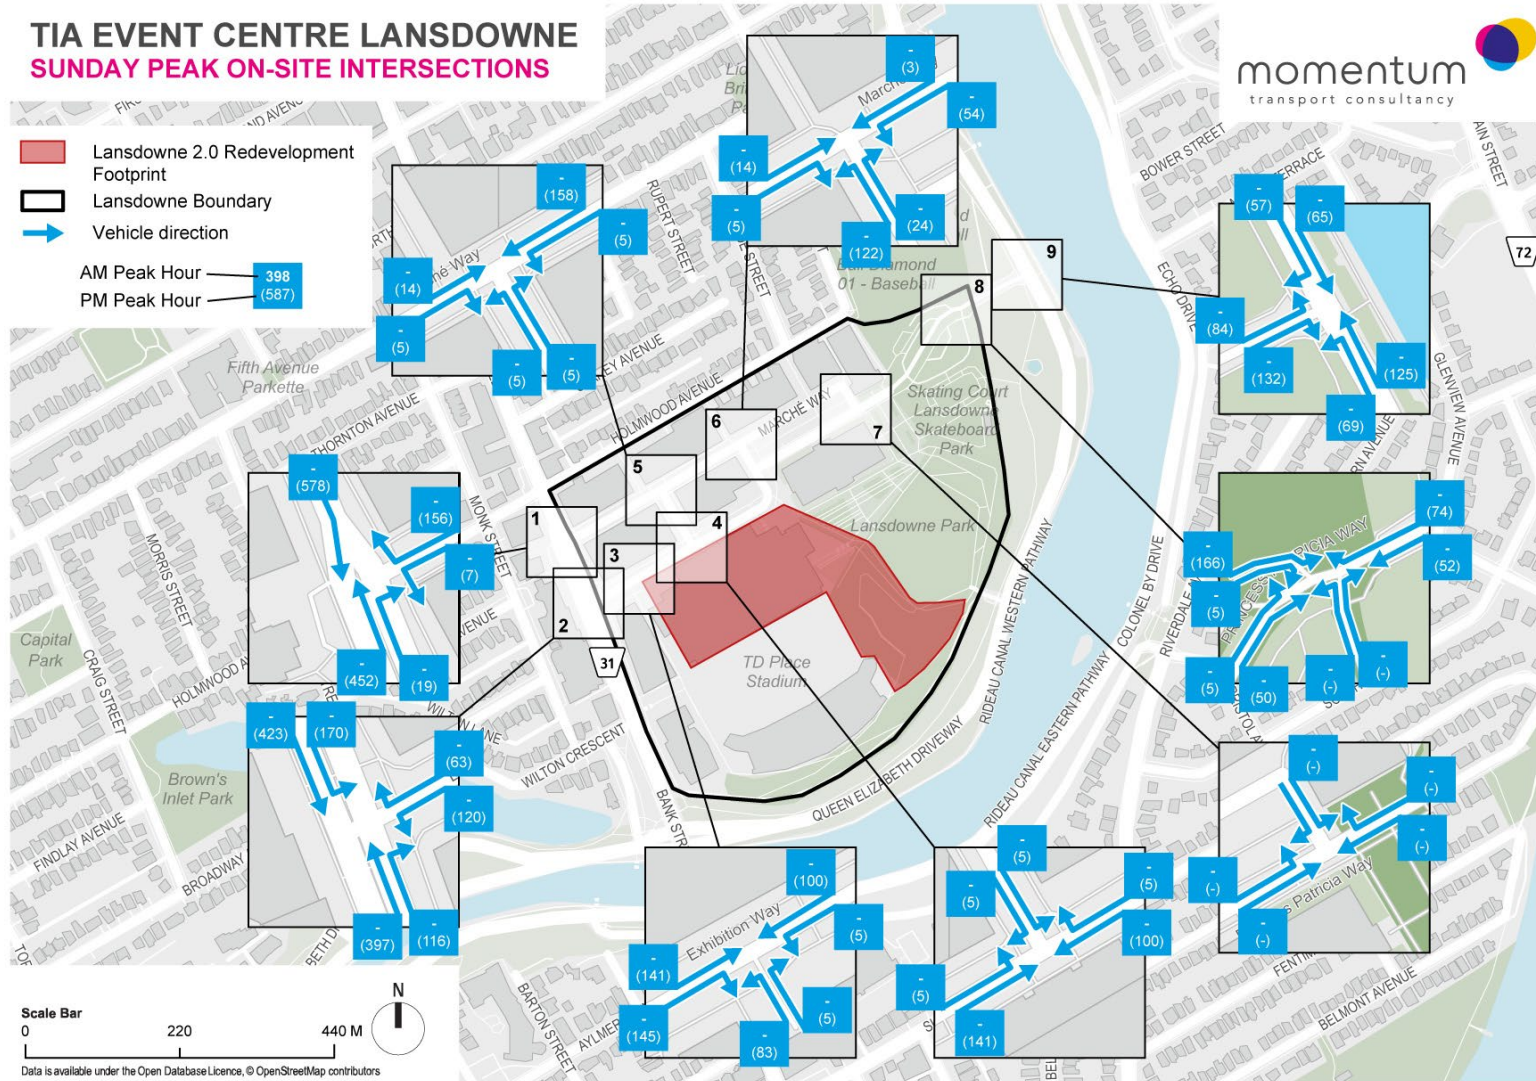 TIA EVENT CENTRE LANSDOWNE
SUNDAY PEAK ON-SITE INTERSECTIONS
momentum
transport consultancy
Lansdowne 2.0 Redevelopment
Footprint
Lansdowne Boundary
Vehicle direction
AM Peak Hour
PM Peak Hour
398
(587)
-
(158)
-
(5)
-
(14)
-
(5)
-
(5)
-
(5)
-
(3)
-
(54)
-
(14)
-
(5)
-
(122)
-
(24)
-
(57)
-
(65)
-
(84)
-
(132)
-
(125)
-
(69)
-
(578)
-
(156)
-
(7)
-
(452)
-
(19)
-
(74)
-
(52)
-
(166)
-
(5)
-
(5)
-
(50)
-
(-)
-
(-)
-
(423)
-
(170)
-
(63)
-
(120)
-
(397)
-
(116)
-
(100)
-
(5)
-
(141)
-
(145)
-
(83)
-
(5)
-
(5)
-
(5)
-
(5)
-
(100)
-
(5)
-
(141)
-
(-)
-
(-)
-
(-)
-
(-)
-
(-)
1
2
3
4
5
6
7
8
9
31
72
Fifth Avenue
Parkette
THORNTON AVENUE
MORRIS STREET
CRAIG STREET
Capital
Park
Brown's
Inlet Park
FINDLAY AVENUE
BROADWAY
MONK STREET
RUPERT STREET
HOLMWOOD AVENUE
MARCHÉ WAY
01 - Baseball
Skating Court
Lansdowne
Skateboard
Park
Lansdowne Park
TD Place
Stadium
WILTON CRESCENT
BANK STR
QUEEN ELIZABETH DRIVEWAY
RIDEAU CANAL WESTERN PATHWAY
RIDEAU CANAL EASTERN PATHWAY
COLONEL BY DRIVE
ECHO DRIVE
BOWER STREET
GLENVIEW AVENUE
BELMONT AVENUE
BARTON STREET
Exhibition Way
Patricia Way
Scale Bar
0
220
440 M
N
Data is available under the Open Database Licence, © OpenStreetMap contributors